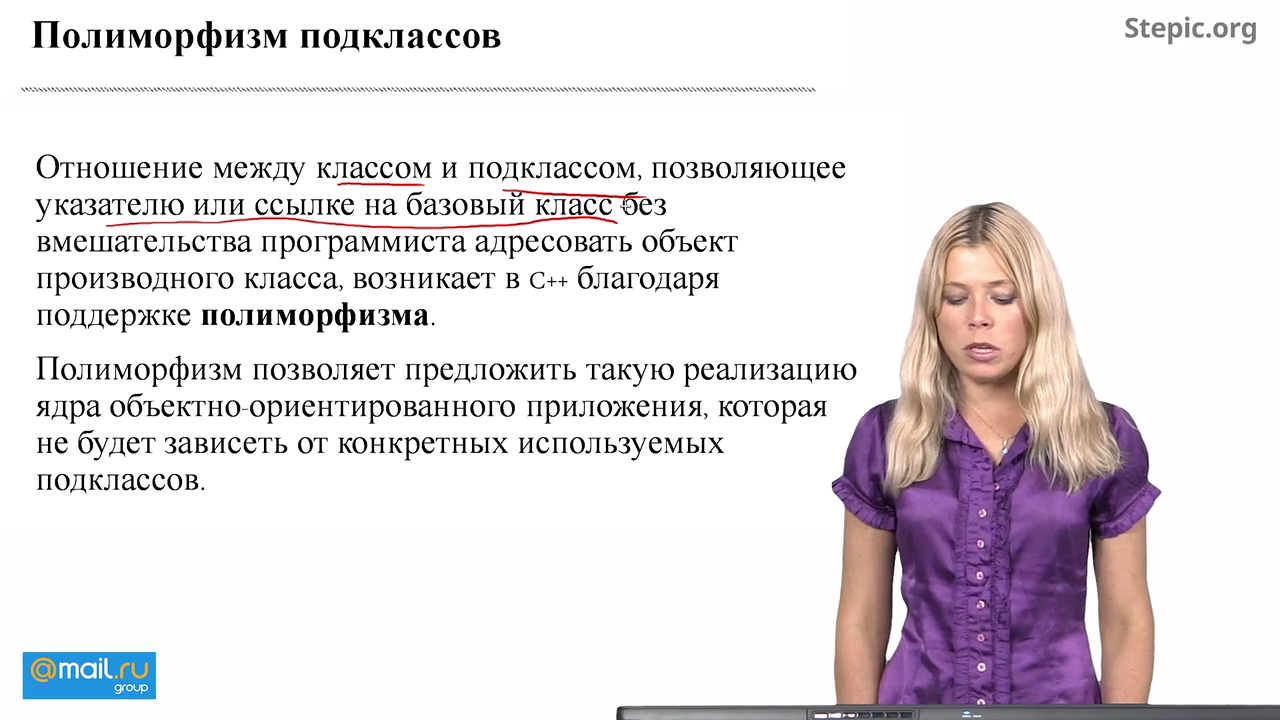 Полиморфизм подклассов
Stepic.org
Отношение между классом и подклассом, позволяющее
указателю или ссылке на базовый класс без
вмешательства программиста адресовать объект
производного класса, возникает в C++ благодаря
поддержке полиморфизма.
Полиморфизм позволяет предложить такую реализацию
ядра объектно-ориентированного приложения, которая
не будет зависеть от конкретных используемых
подклассов.
@mail.ru
group